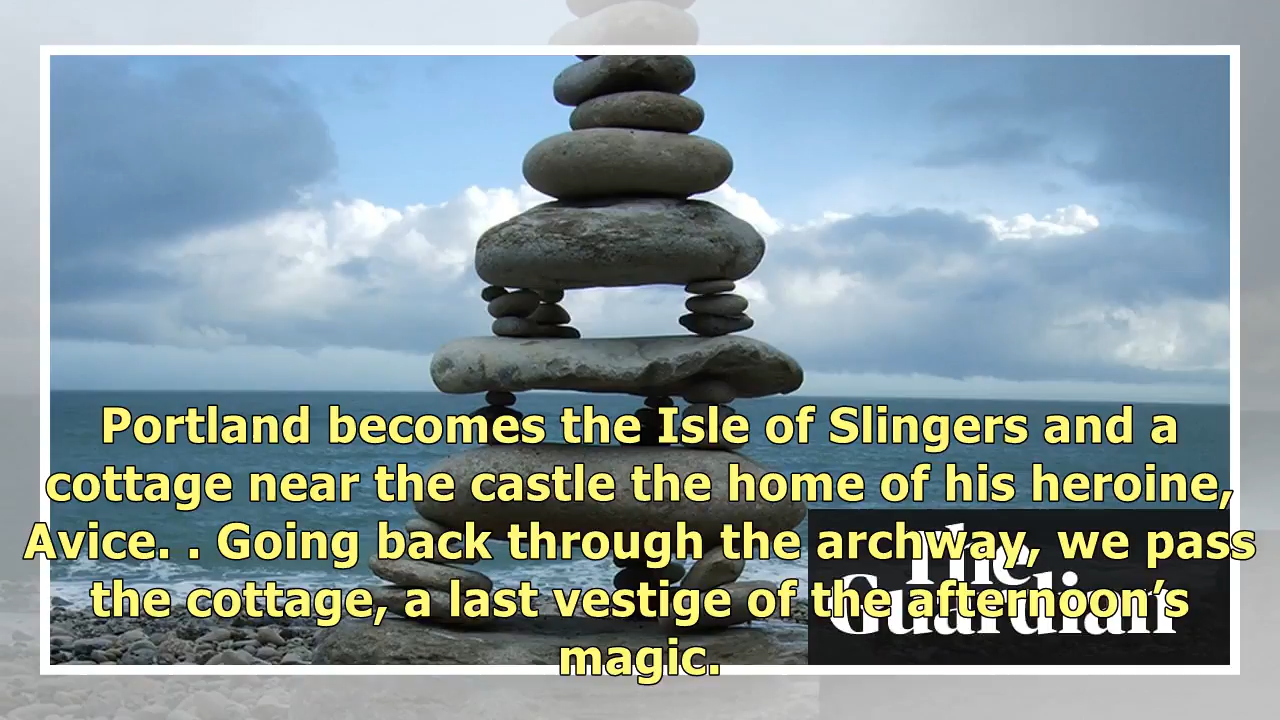 Portland becomes the Isle of Slingers and a
cottage near the castle the home of his heroine,
Avice. . Going back through the archway, we pass
the cottage, a last vestige of the afternoon’s
magic.
The
Guardian